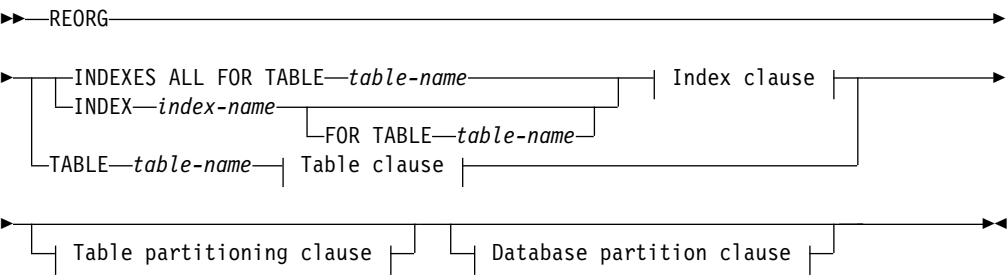 REORG
INDEXES ALL FOR TABLE table-name Index clause
INDEX index-name
FOR TABLE table-name
TABLE table-name Table clause
Table partitioning clause Database partition clause